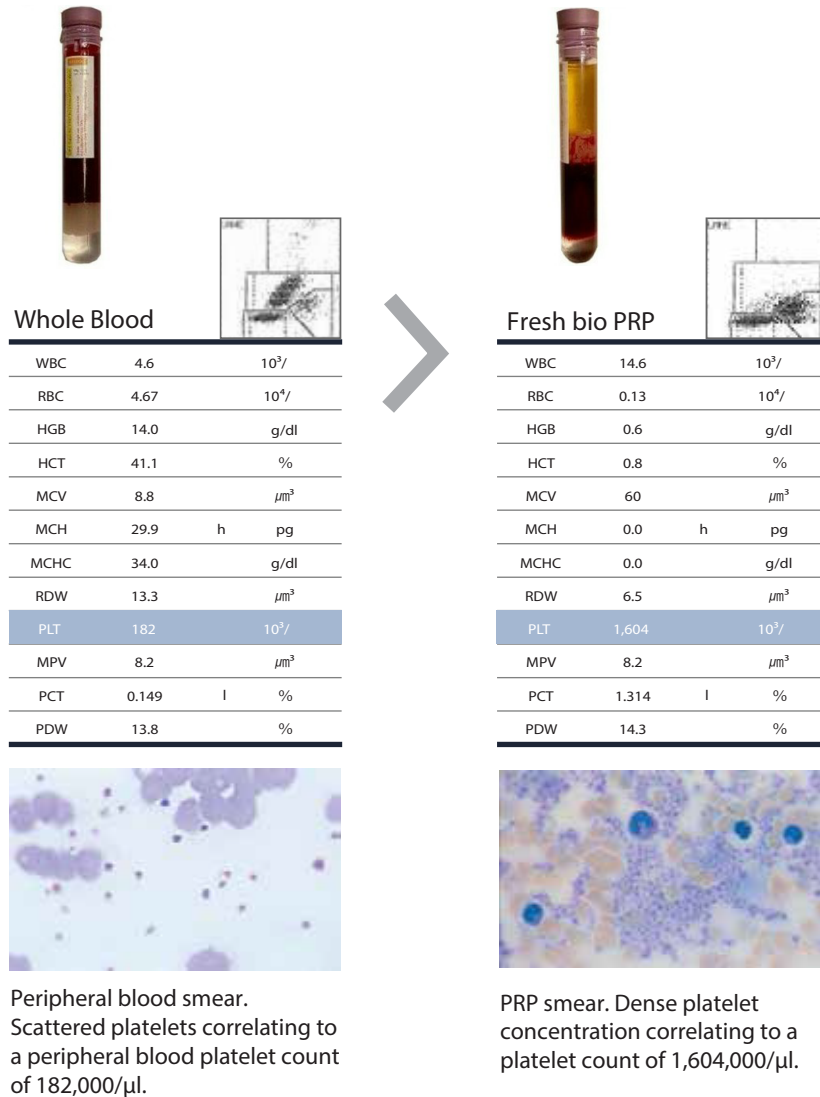 Whole Blood
WBC 4.6 10³/
RBC 4.67 10⁴/
HGB 14.0 g/dl
HCT 41.1 %
MCV 8.8 µm³
MCH 29.9 h pg
MCHC 34.0 g/dl
RDW 13.3 µm³
PLT 182 10³/
MPV 8.2 µm³
PCT 0.149 l %
PDW 13.8 %
Peripheral blood smear.
Scattered platelets correlating to
a peripheral blood platelet count
of 182,000/µl.
Fresh bio PRP
WBC 14.6 10³/
RBC 0.13 10⁴/
HGB 0.6 g/dl
HCT 0.8 %
MCV 60 µm³
MCH 0.0 h pg
MCHC 0.0 g/dl
RDW 6.5 µm³
PLT 1,604 10³/
MPV 8.2 µm³
PCT 1.314 l %
PDW 14.3 %
PRP smear. Dense platelet
concentration correlating to a
platelet count of 1,604,000/µl.